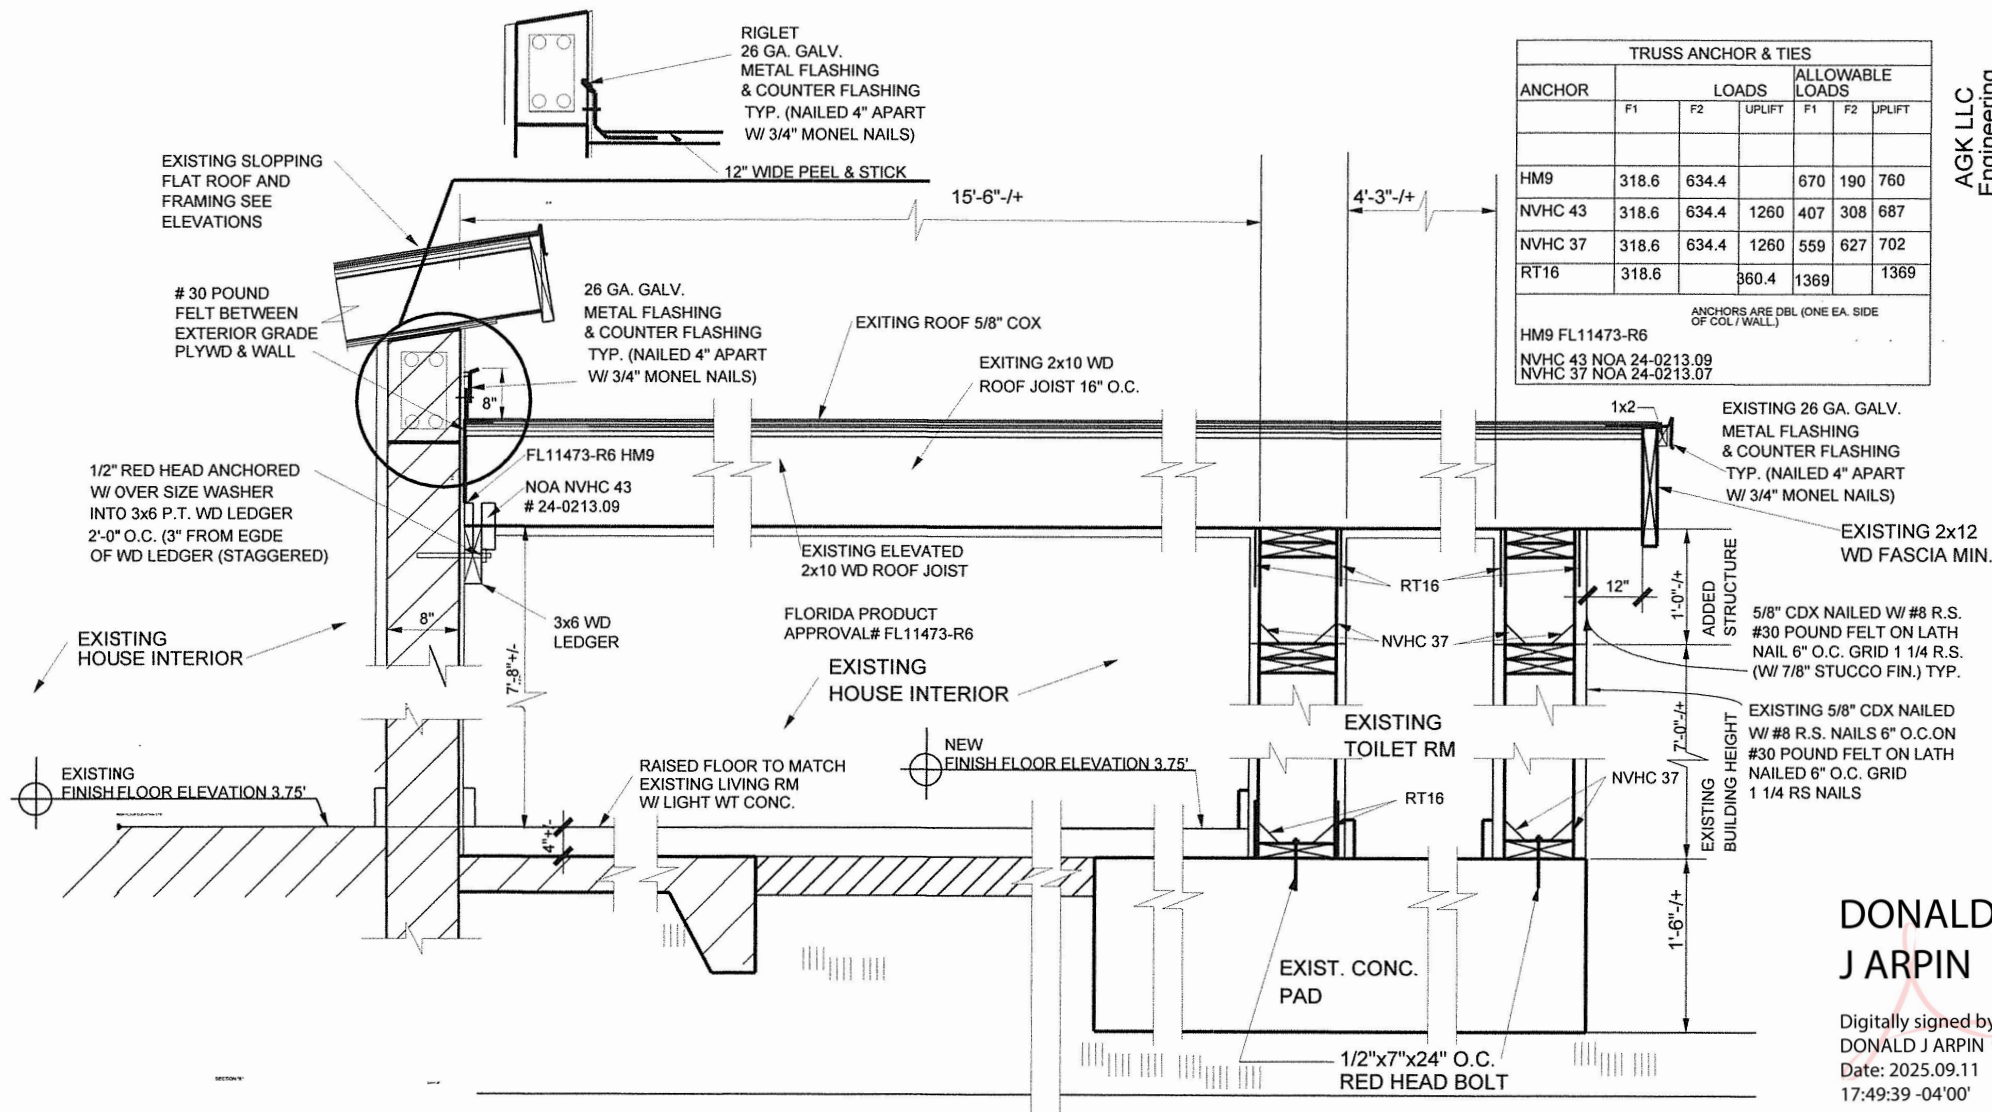 RIGLET
26 GA. GALV.
METAL FLASHING
& COUNTER FLASHING
TYP. (NAILED 4" APART
W/ 3/4" MONEL NAILS)
12" WIDE PEEL & STICK
TRUSS ANCHOR & TIES
ANCHOR LOADS ALLOWABLE LOADS
F1 F2 UPLIFT F1 F2 UPLIFT
HM9 318.6 634.4 670 190 760
NVHC 43 318.6 634.4 1260 407 308 687
NVHC 37 318.6 634.4 1260 559 627 702
RT16 318.6 360.4 1369 1369
ANCHORS ARE DBL (ONE EA. SIDE
OF COL / WALL.)
HM9 FL11473-R6
NVHC 43 NOA 24-0213.09
NVHC 37 NOA 24-0213.07
AGK LLC
Engineering
EXISTING SLOPPING
FLAT ROOF AND
FRAMING SEE
ELEVATIONS
15'-6"-/+
4'-3"-/+
# 30 POUND
FELT BETWEEN
EXTERIOR GRADE
PLYWD & WALL
26 GA. GALV.
METAL FLASHING
& COUNTER FLASHING
TYP. (NAILED 4" APART
W/ 3/4" MONEL NAILS)
8"
EXITING ROOF 5/8" COX
EXITING 2x10 WD
ROOF JOIST 16" O.C.
1x2
EXISTING 26 GA. GALV.
METAL FLASHING
& COUNTER FLASHING
TYP. (NAILED 4" APART
W/ 3/4" MONEL NAILS)
EXISTING 2x12
WD FASCIA MIN.
1/2" RED HEAD ANCHORED
W/ OVER SIZE WASHER
INTO 3x6 P.T. WD LEDGER
2'-0" O.C. (3" FROM EGDE
OF WD LEDGER (STAGGERED)
FL11473-R6 HM9
NOA NVHC 43
# 24-0213.09
EXISTING ELEVATED
2x10 WD ROOF JOIST
3x6 WD
LEDGER
8"
7'-8"+/-
FLORIDA PRODUCT
APPROVAL# FL11473-R6
EXISTING
HOUSE INTERIOR
EXISTING
HOUSE INTERIOR
RT16
NVHC 37
12"
1'-0"-/+
ADDED
STRUCTURE
5/8" CDX NAILED W/ #8 R.S.
#30 POUND FELT ON LATH
NAIL 6" O.C. GRID 1 1/4 R.S.
(W/ 7/8" STUCCO FIN.) TYP.
EXISTING 5/8" CDX NAILED
W/ #8 R.S. NAILS 6" O.C.ON
#30 POUND FELT ON LATH
NAILED 6" O.C. GRID
1 1/4 RS NAILS
7'-0"-/+
EXISTING
BUILDING HEIGHT
EXISTING
TOILET RM
NVHC 37
RT16
EXISTING
FINISH FLOOR ELEVATION 3.75'
RAISED FLOOR TO MATCH
EXISTING LIVING RM
W/ LIGHT WT CONC.
NEW
FINISH FLOOR ELEVATION 3.75'
4"+/-
1'-6"-/+
EXIST. CONC.
PAD
1/2"x7"x24" O.C.
RED HEAD BOLT
DONALD
J ARPIN
Digitally signed by
DONALD J ARPIN
Date: 2025.09.11
17:49:39 -04'00'